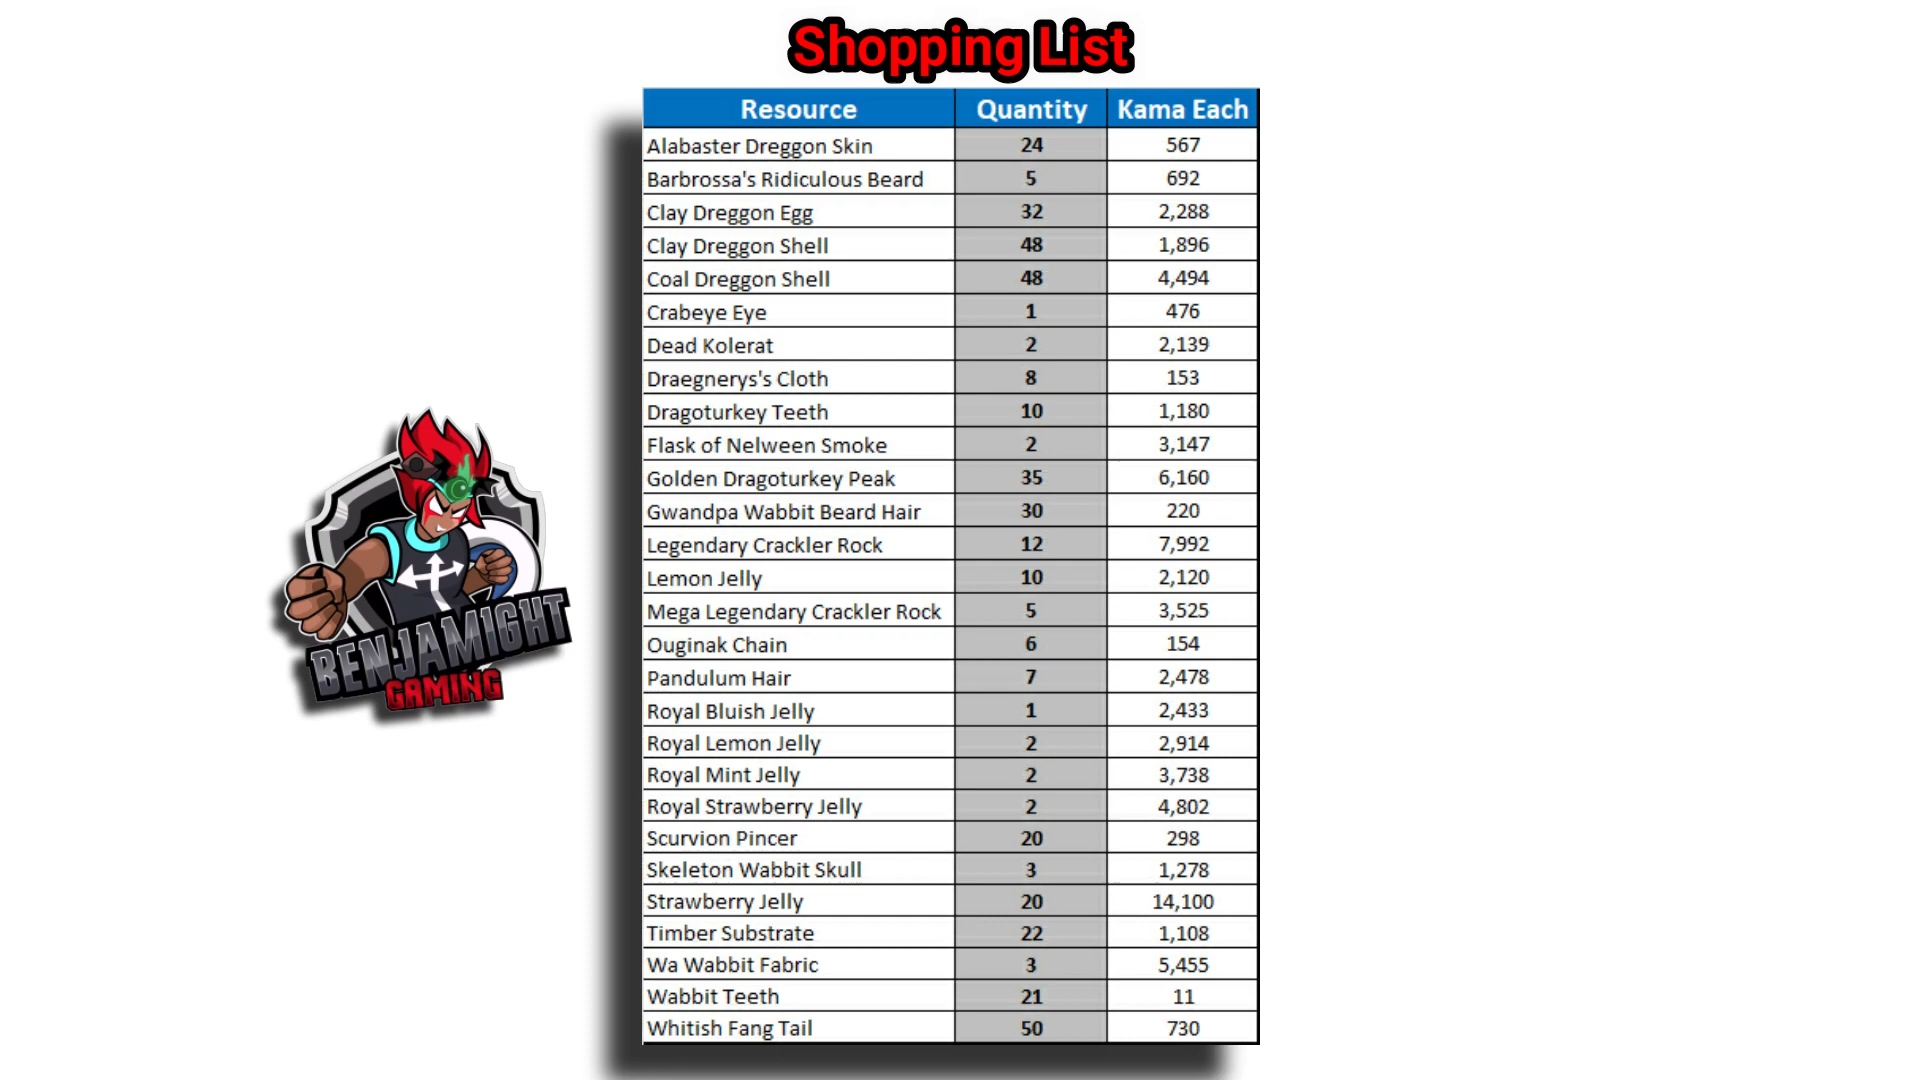 Shopping List
Resource Quantity Kama Each
Alabaster Dreggon Skin 24 567
Barbrossa's Ridiculous Beard 5 692
Clay Dreggon Egg 32 2,288
Clay Dreggon Shell 48 1,896
Coal Dreggon Shell 48 4,494
Crabeye Eye 1 476
Dead Kolerat 2 2,139
Draegnerys's Cloth 8 153
Dragoturkey Teeth 10 1,180
Flask of Nelween Smoke 2 3,147
Golden Dragoturkey Peak 35 6,160
Gwandpa Wabbit Beard Hair 30 220
Legendary Crackler Rock 12 7,992
Lemon Jelly 10 2,120
Mega Legendary Crackler Rock 5 3,525
Ouginak Chain 6 154
Pandulum Hair 7 2,478
Royal Bluish Jelly 1 2,433
Royal Lemon Jelly 2 2,914
Royal Mint Jelly 2 3,738
Royal Strawberry Jelly 2 4,802
Scurvion Pincer 20 298
Skeleton Wabbit Skull 3 1,278
Strawberry Jelly 20 14,100
Timber Substrate 22 1,108
Wa Wabbit Fabric 3 5,455
Wabbit Teeth 21 11
Whitish Fang Tail 50 730
BENJAMIGHT
GAMING